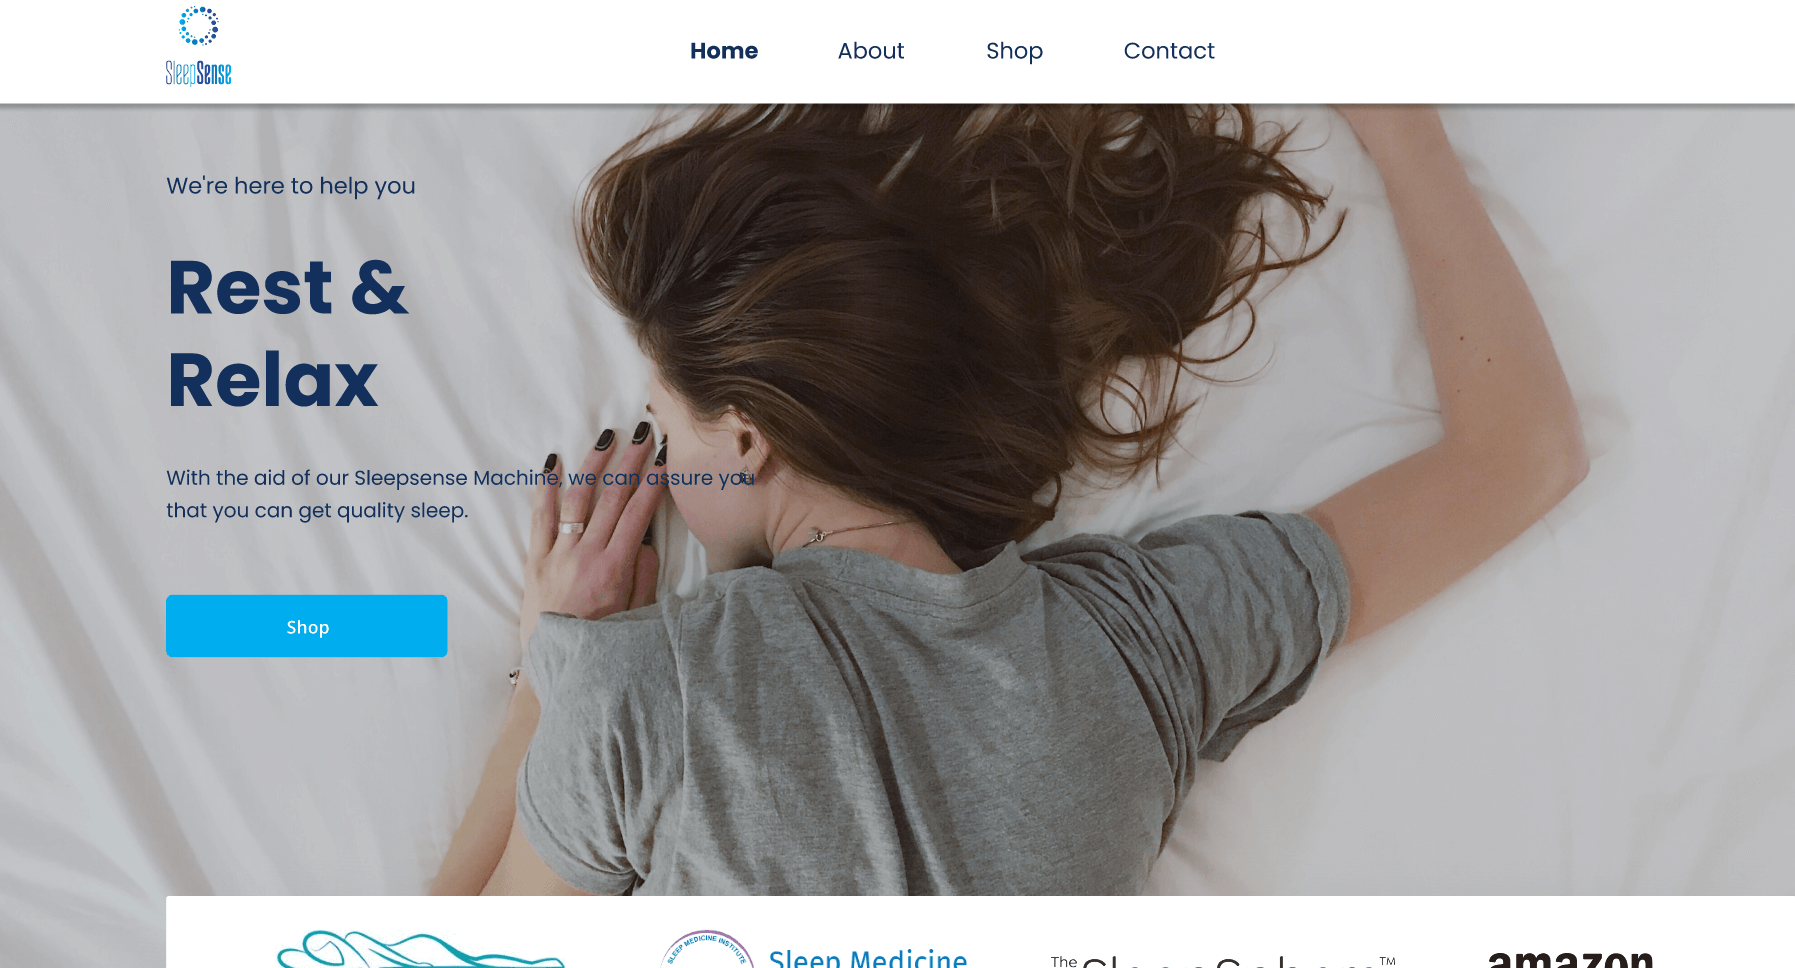 SleepSense
Home
About
Shop
Contact
We're here to help you
Rest &
Relax
With the aid of our Sleepsense Machine, we can assure you
that you can get quality sleep.
Shop
SLEEP MEDICINE INSTITUTE
Sleep Medicine
The
TM
amazon